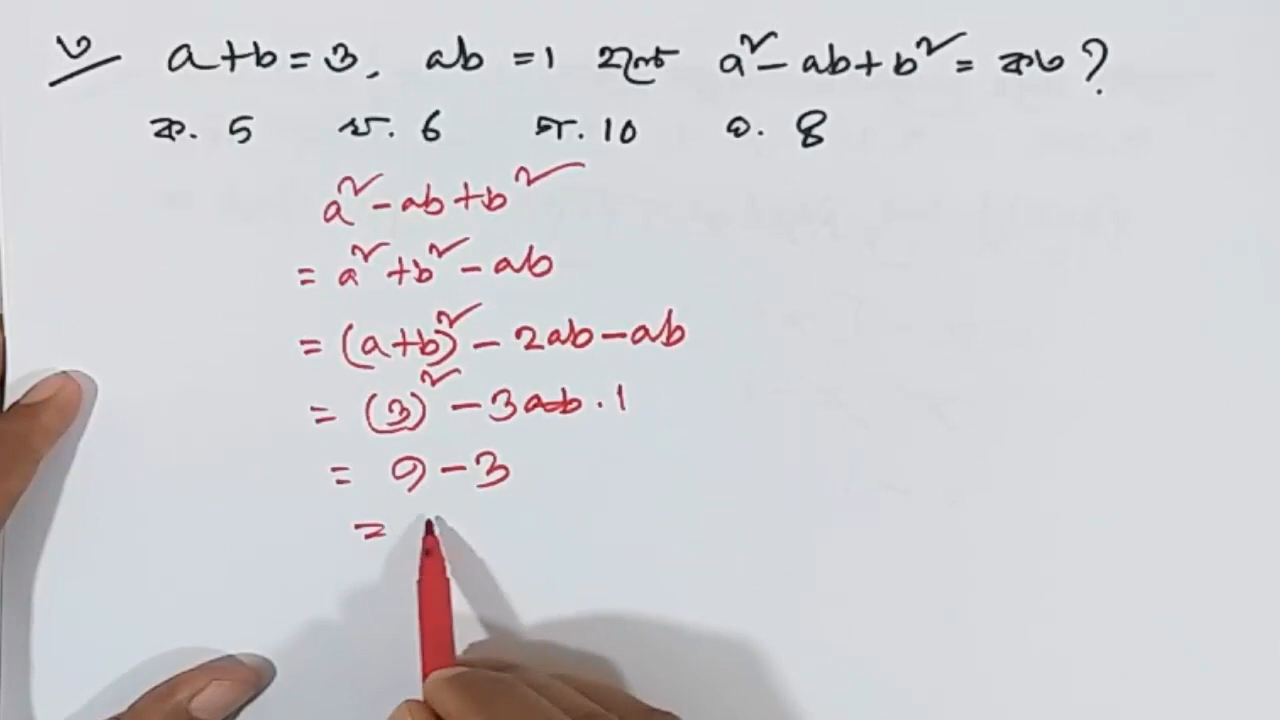 ৩ a+b=3, ab=1 হলে a²-ab+b² = কত ?
ক. 5 খ. 6 গ. 10 ঘ. 8
a²-ab+b²
= a²+b²-ab
= (a+b)²-2ab-ab
= (3)²-3ab.1
= 9-3
=